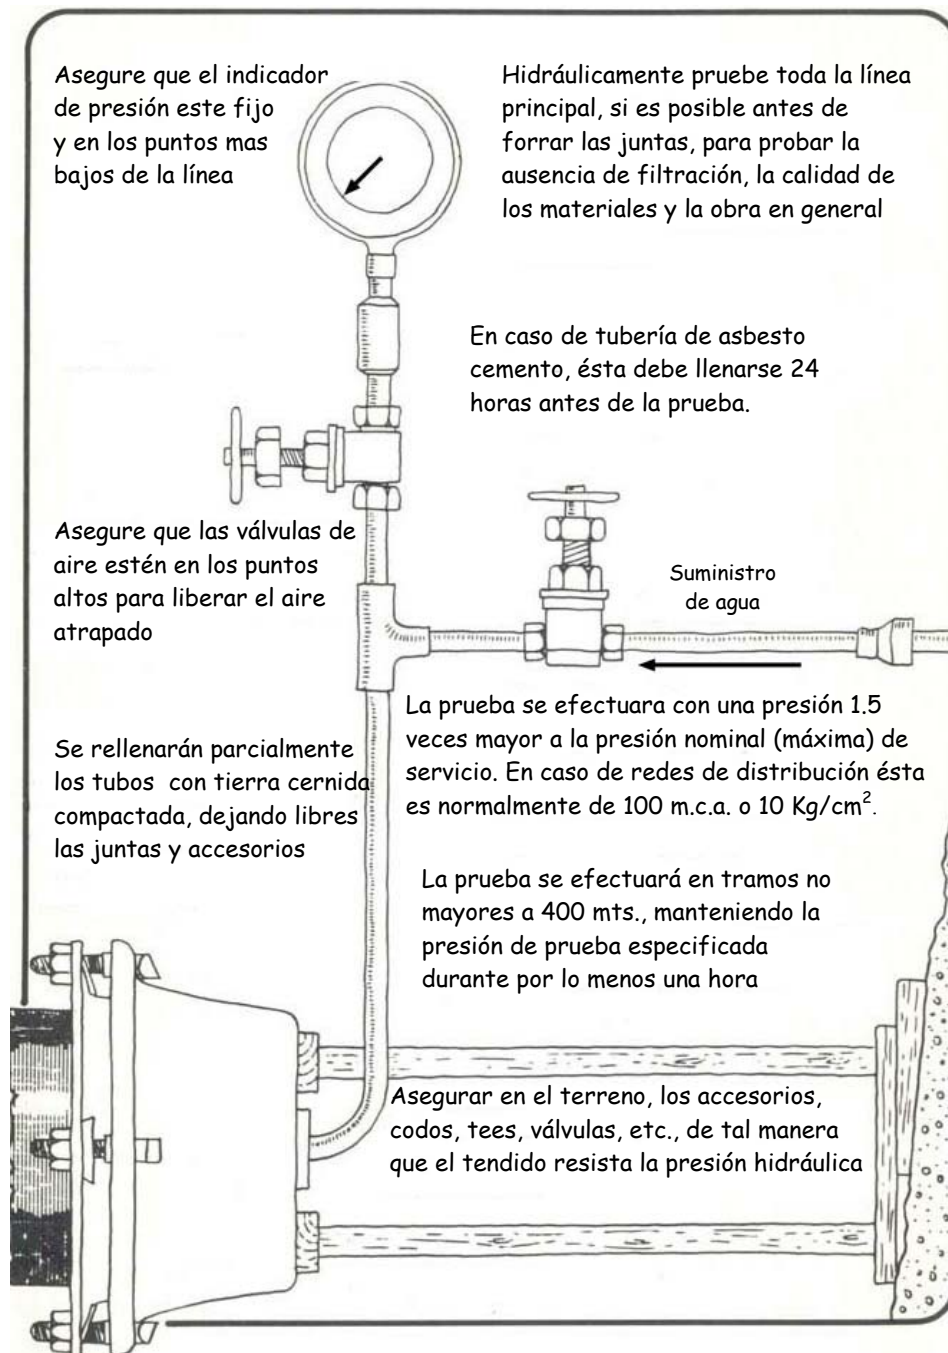 Asegure que el indicador
de presión este fijo
y en los puntos mas
bajos de la línea
Hidráulicamente pruebe toda la línea
principal, si es posible antes de
forrar las juntas, para probar la
ausencia de filtración, la calidad de
los materiales y la obra en general
En caso de tubería de asbesto
cemento, ésta debe llenarse 24
horas antes de la prueba.
Asegure que las válvulas de
aire estén en los puntos
altos para liberar el aire
atrapado
Suministro
de agua
La prueba se efectuara con una presión 1.5
veces mayor a la presión nominal (máxima) de
servicio. En caso de redes de distribución ésta
es normalmente de 100 m.c.a. o 10 Kg/cm².
Se rellenarán parcialmente
los tubos con tierra cernida
compactada, dejando libres
las juntas y accesorios
La prueba se efectuará en tramos no
mayores a 400 mts., manteniendo la
presión de prueba especificada
durante por lo menos una hora
Asegurar en el terreno, los accesorios,
codos, tees, válvulas, etc., de tal manera
que el tendido resista la presión hidráulica